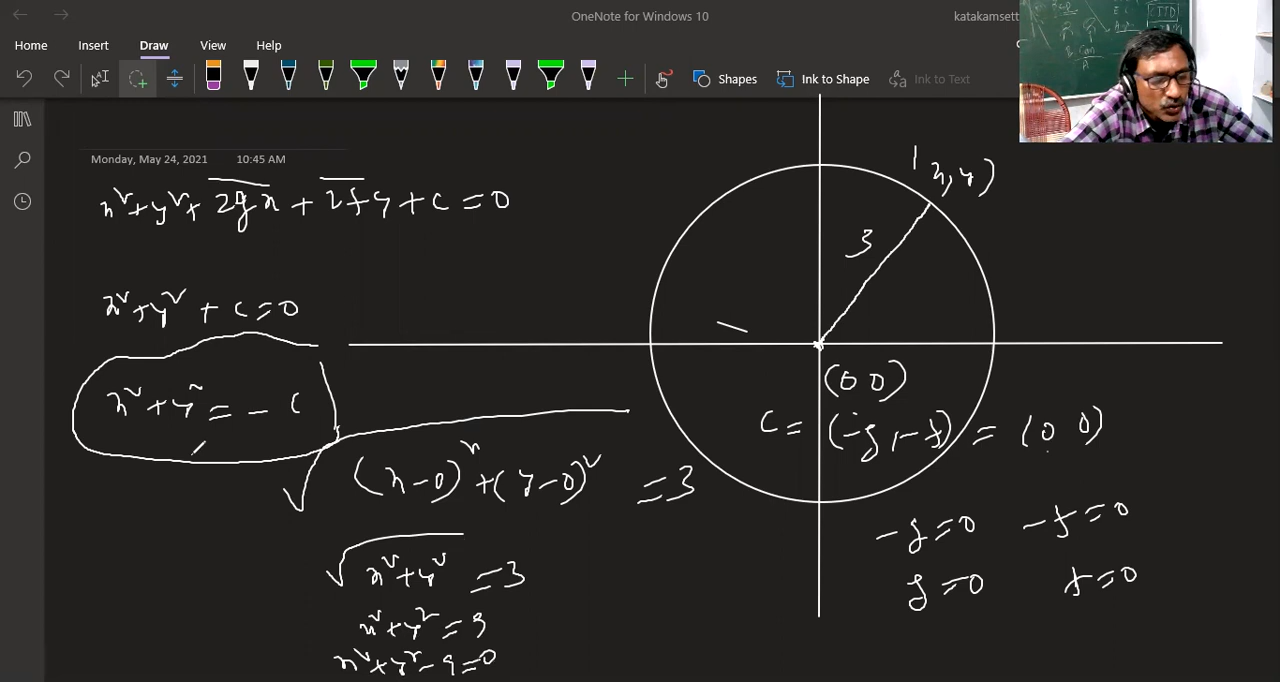 OneNote for Windows 10
katakamsett
Home Insert Draw View Help
Shapes Ink to Shape Ink to Text
Monday, May 24, 2021 10:45 AM
x² + y² + 2gx + 2fy + c = 0
x, y)
3
x² + y² + c = 0
x² + y² = - c
(0 0)
C = (-g, -f) = (0 0)
√(x-0)² + (y-0)² = 3
-g = 0 -f = 0
√x² + y² = 3
g = 0 f = 0
x² + y² = 3
x² + y² - 9 = 0